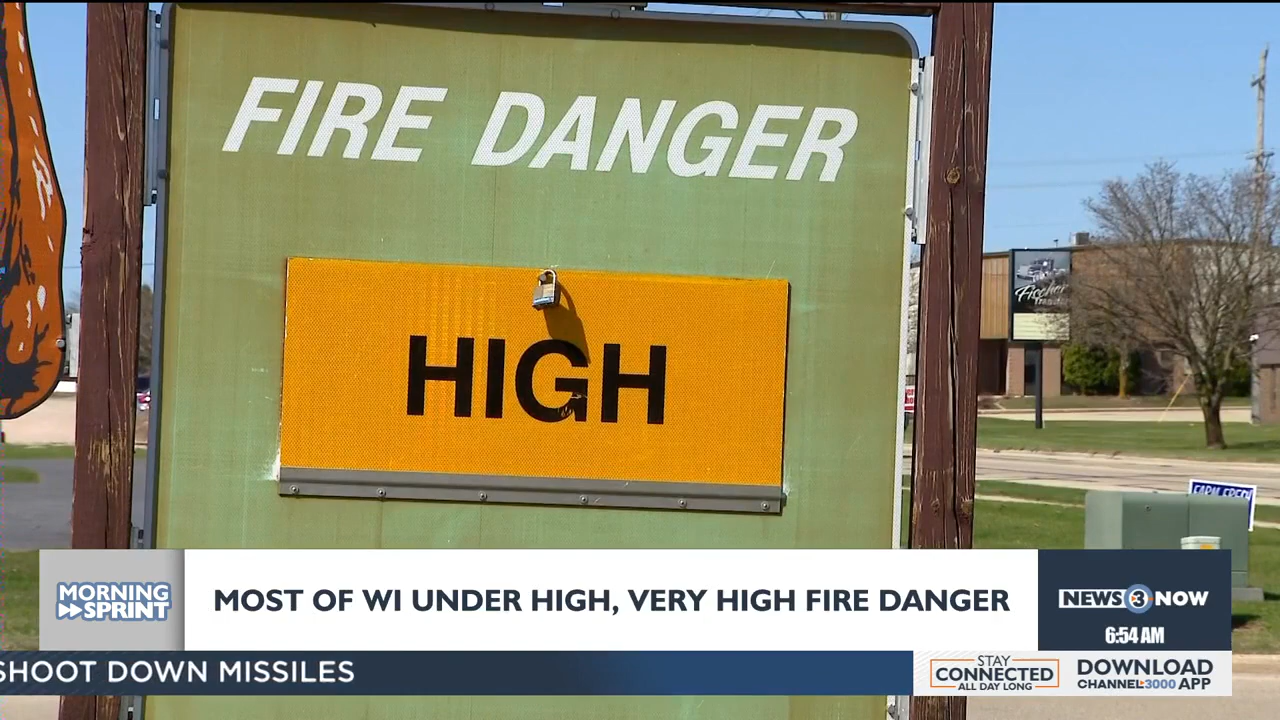 FIRE DANGER
HIGH
Fischer
MORNING
SPRINT
MOST OF WI UNDER HIGH, VERY HIGH FIRE DANGER
NEWS 3 NOW
6:54 AM
SHOOT DOWN MISSILES
STAY
CONNECTED
ALL DAY LONG
DOWNLOAD
CHANNEL3000 APP